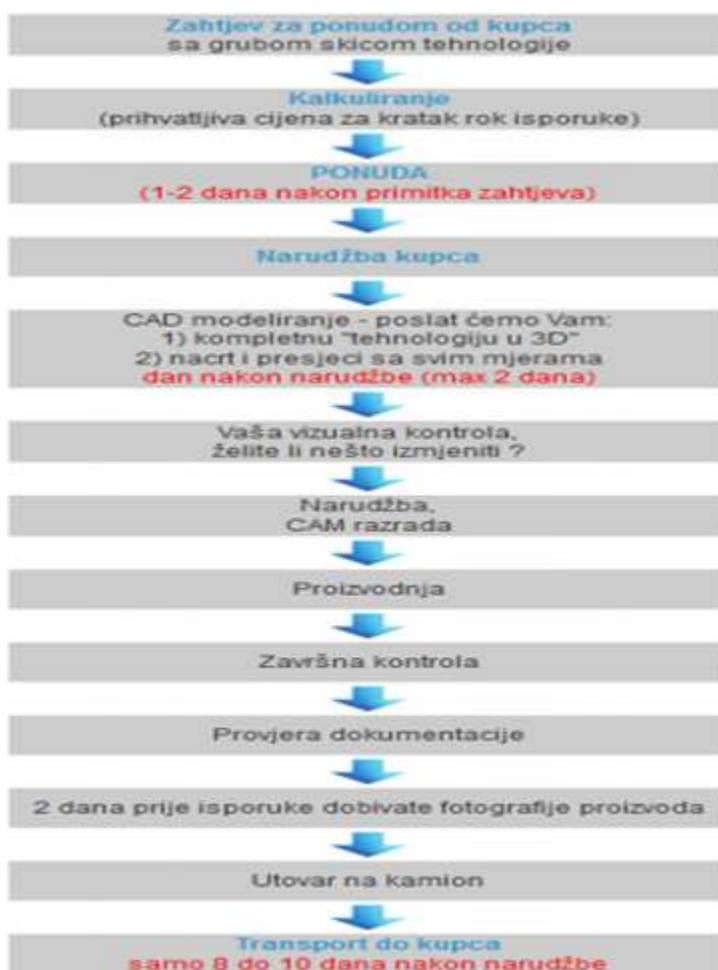 Zahtjev za ponudom od kupca
sa grubom skicom tehnologije
Kalkuliranje
(prihvatljiva cijena za kratak rok isporuke)
PONUDA
(1-2 dana nakon primitka zahtjeva)
Narudžba kupca
CAD modeliranje - poslat ćemo Vam:
1) kompletnu "tehnologiju u 3D"
2) nacrt i presjeci sa svim mjerama
dan nakon narudžbe (max 2 dana)
Vaša vizualna kontrola,
želite li nešto izmjeniti ?
Narudžba,
CAM razrada
Proizvodnja
Završna kontrola
Provjera dokumentacije
2 dana prije isporuke dobivate fotografije proizvoda
Utovar na kamion
Transport do kupca
samo 8 do 10 dana nakon narudžbe